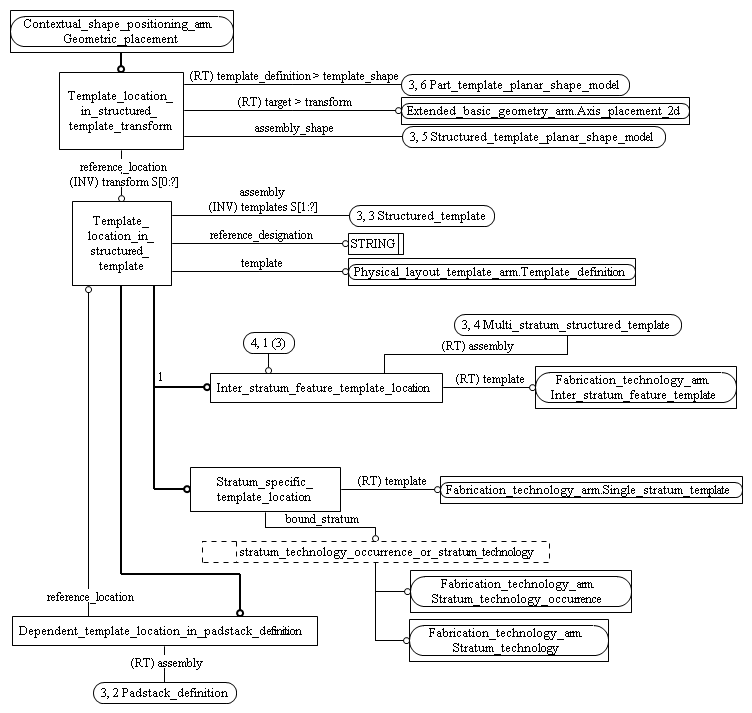 Contextual_shape_positioning_arm.
Geometric_placement
(RT) template_definition > template_shape
3, 6 Part_template_planar_shape_model
Template_location_
in_structured_
template_transform
(RT) target > transform
Extended_basic_geometry_arm.Axis_placement_2d
assembly_shape
3, 5 Structured_template_planar_shape_model
reference_location
(INV) transform S[0:?]
Template_
location_in_
structured_
template
assembly
(INV) templates S[1:?]
3, 3 Structured_template
reference_designation
STRING
template
Physical_layout_template_arm.Template_definition
3, 4 Multi_stratum_structured_template
4, 1 (3)
(RT) assembly
1
Inter_stratum_feature_template_location
(RT) template
Fabrication_technology_arm.
Inter_stratum_feature_template
Stratum_specific_
template_location
(RT) template
Fabrication_technology_arm.Single_stratum_template
bound_stratum
stratum_technology_occurrence_or_stratum_technology
Fabrication_technology_arm.
Stratum_technology_occurrence
reference_location
Dependent_template_location_in_padstack_definition
Fabrication_technology_arm.
Stratum_technology
(RT) assembly
3, 2 Padstack_definition